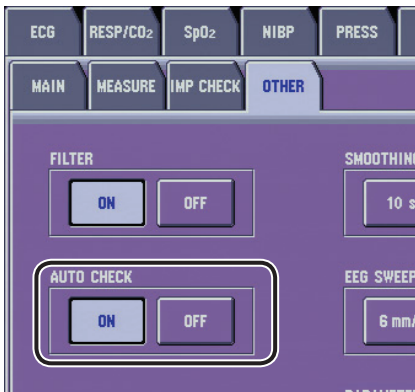 ECG RESP/CO₂ SpO₂ NIBP PRESS
MAIN MEASURE IMP CHECK OTHER
FILTER
ON OFF
SMOOTHING
10 s
AUTO CHECK
ON OFF
EEG SWEEP
6 mm/